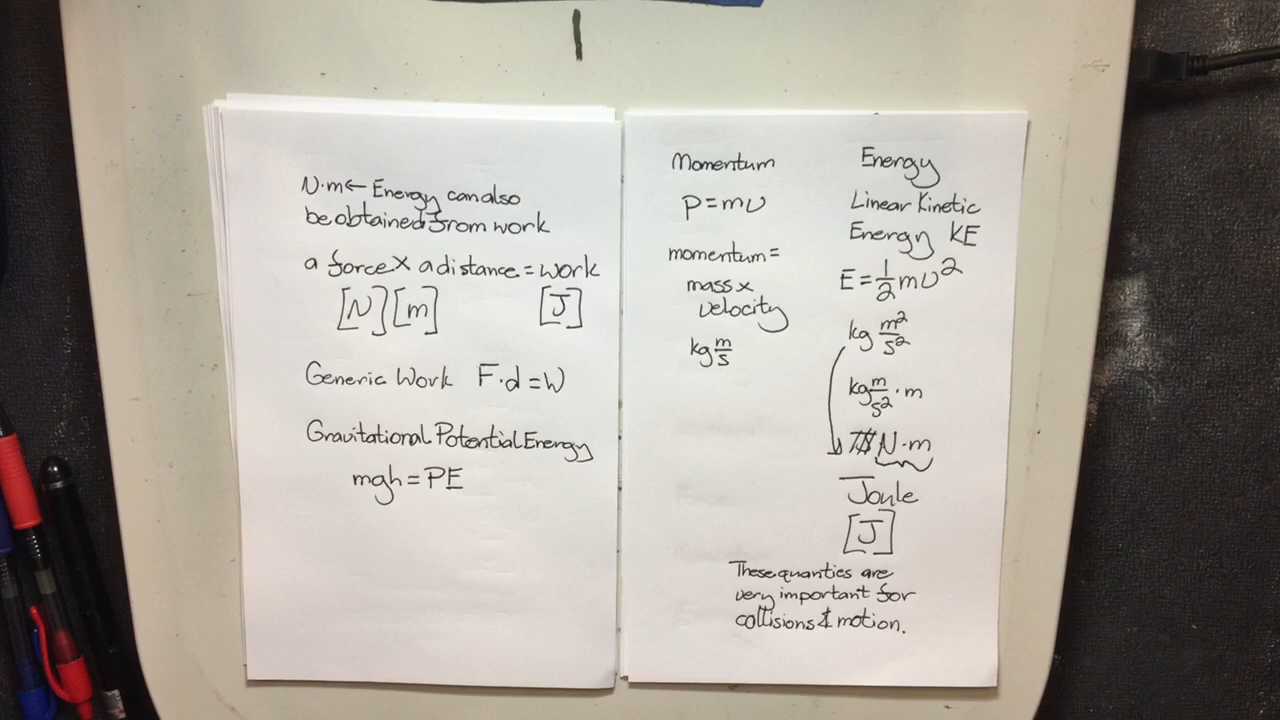 N·m← Energy can also
be obtained from work
a force × a distance = work
[N] [m] [J]
Generic Work F·d = W
Gravitational Potential Energy
mgh = PE
Momentum
p = mv
momentum =
mass ×
velocity
kg m/s
Energy
Linear Kinetic
Energy KE
E = 1/2 mv²
kg m²/s²
kg m/s² · m
N·m
Joule
[J]
These quanties are
very important for
collisions & motion.